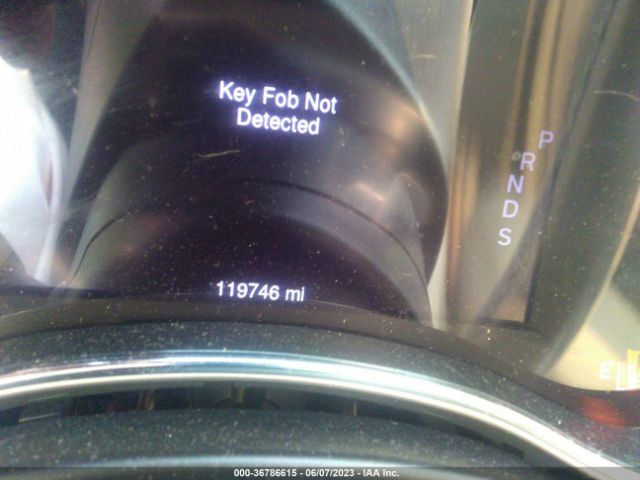 Key Fob Not
Detected
P
R
N
D
S
119746 mi
E
000-36786615 - 06/07/2023 - IAA Inc.